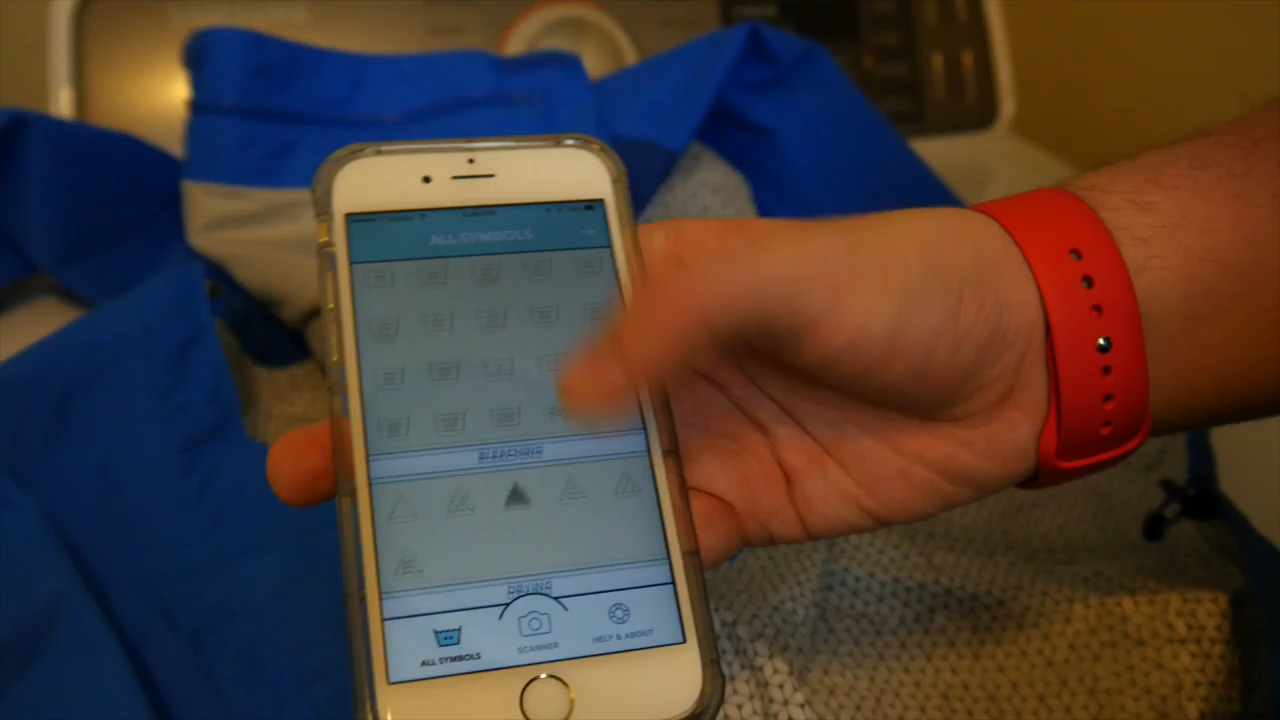 ALL SYMBOLS
BLEACHING
DRYING
ALL SYMBOLS
SCANNER
HELP & ABOUT